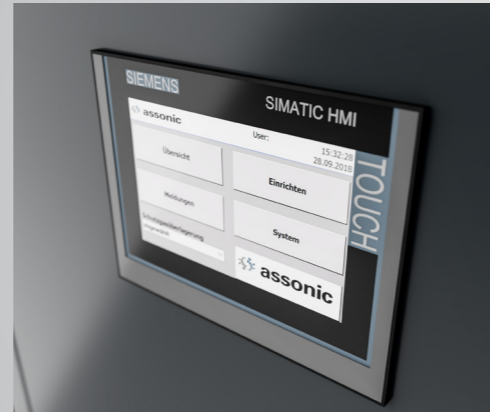 SIEMENS
SIMATIC HMI
TOUCH
assonic
User:
15:32:28
28.09.2018
Übersicht
Einrichten
Meldungen
System
assonic